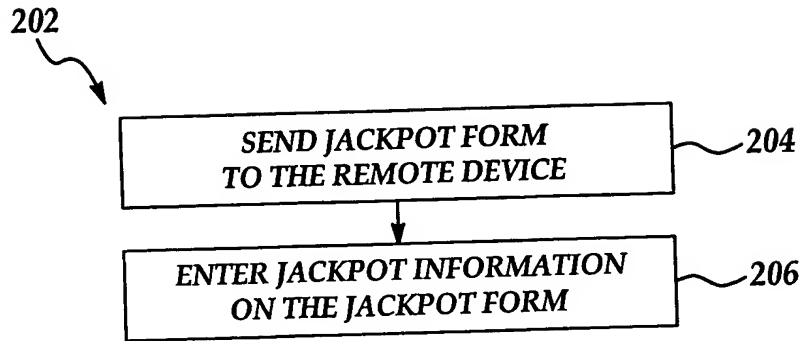 202
SEND JACKPOT FORM
TO THE REMOTE DEVICE
204
ENTER JACKPOT INFORMATION
ON THE JACKPOT FORM
206